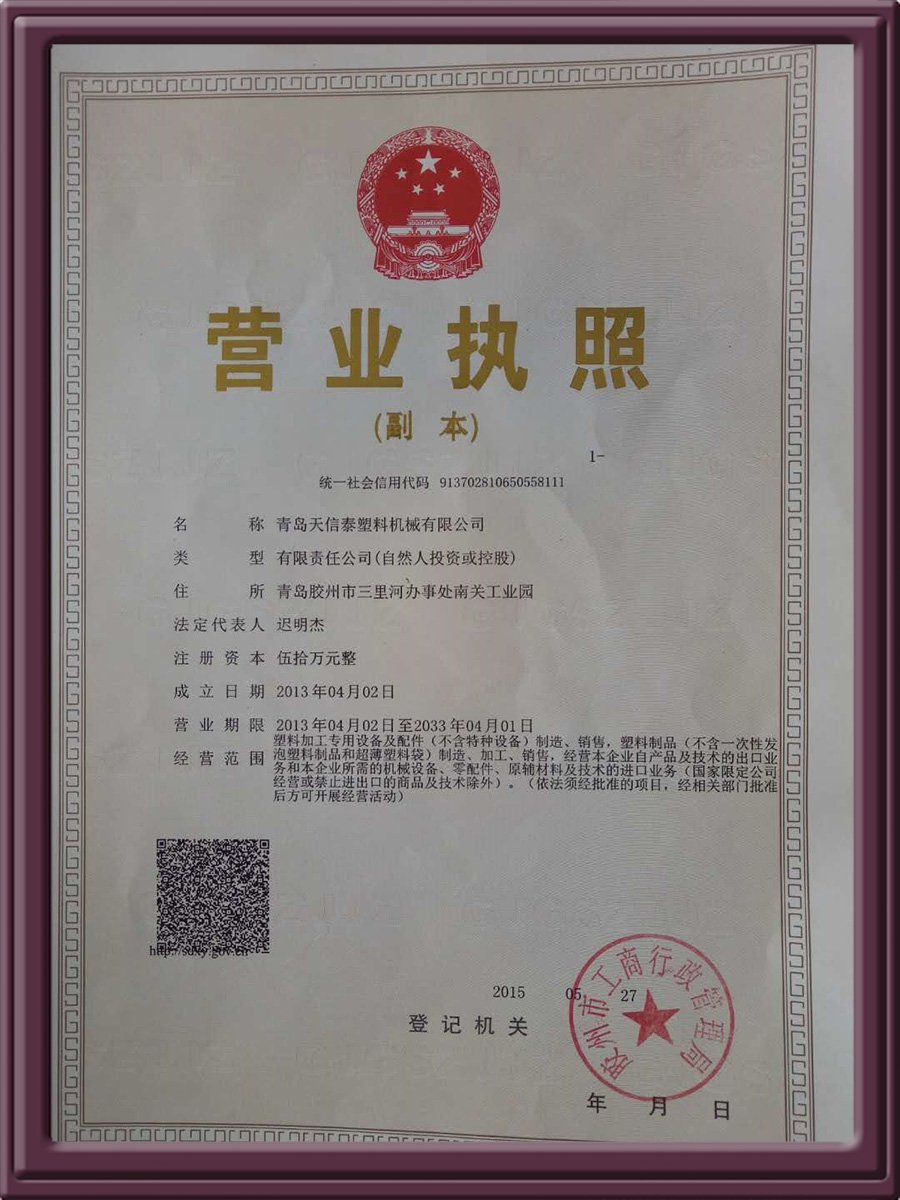 营业执照
(副 本)
1-
统一社会信用代码 913702810650558111
名 称 青岛天信泰塑料机械有限公司
类 型 有限责任公司(自然人投资或控股)
住 所 青岛胶州市三里河办事处南关工业园
法定代表人 迟明杰
注册资本 伍拾万元整
成立日期 2013年04月02日
营业期限 2013年04月02日至2033年04月01日
经营范围 塑料加工专用设备及配件（不含特种设备）制造、销售，塑料制品（不含一次性发
泡塑料制品和超薄塑料袋）制造、加工、销售，经营本企业自产品及技术的出口业
务和本企业所需的机械设备、零配件、原辅材料及技术的进口业务（国家限定公司
经营或禁止进出口的商品及技术除外）。（依法须经批准的项目，经相关部门批准
后方可开展经营活动）
http://sdxy.gov.cn
2015 05 27
登记机关
胶州市工商行政管理局
年 月 日